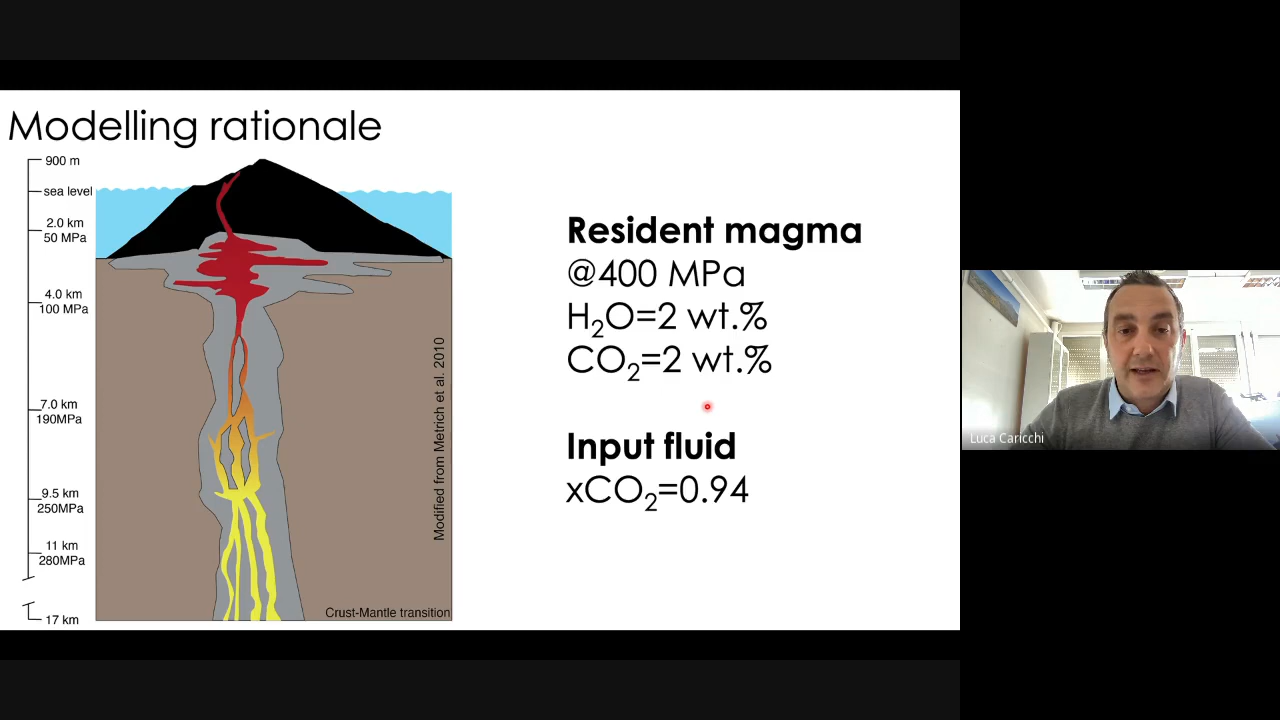 Modelling rationale
900 m
sea level
2.0 km
50 MPa
4.0 km
100 MPa
7.0 km
190MPa
9.5 km
250MPa
11 km
280MPa
17 km
Modified from Metrich et al. 2010
Crust-Mantle transition
Resident magma
@400 MPa
H₂O=2 wt.%
CO₂=2 wt.%
Input fluid
xCO₂=0.94
Luca Caricchi